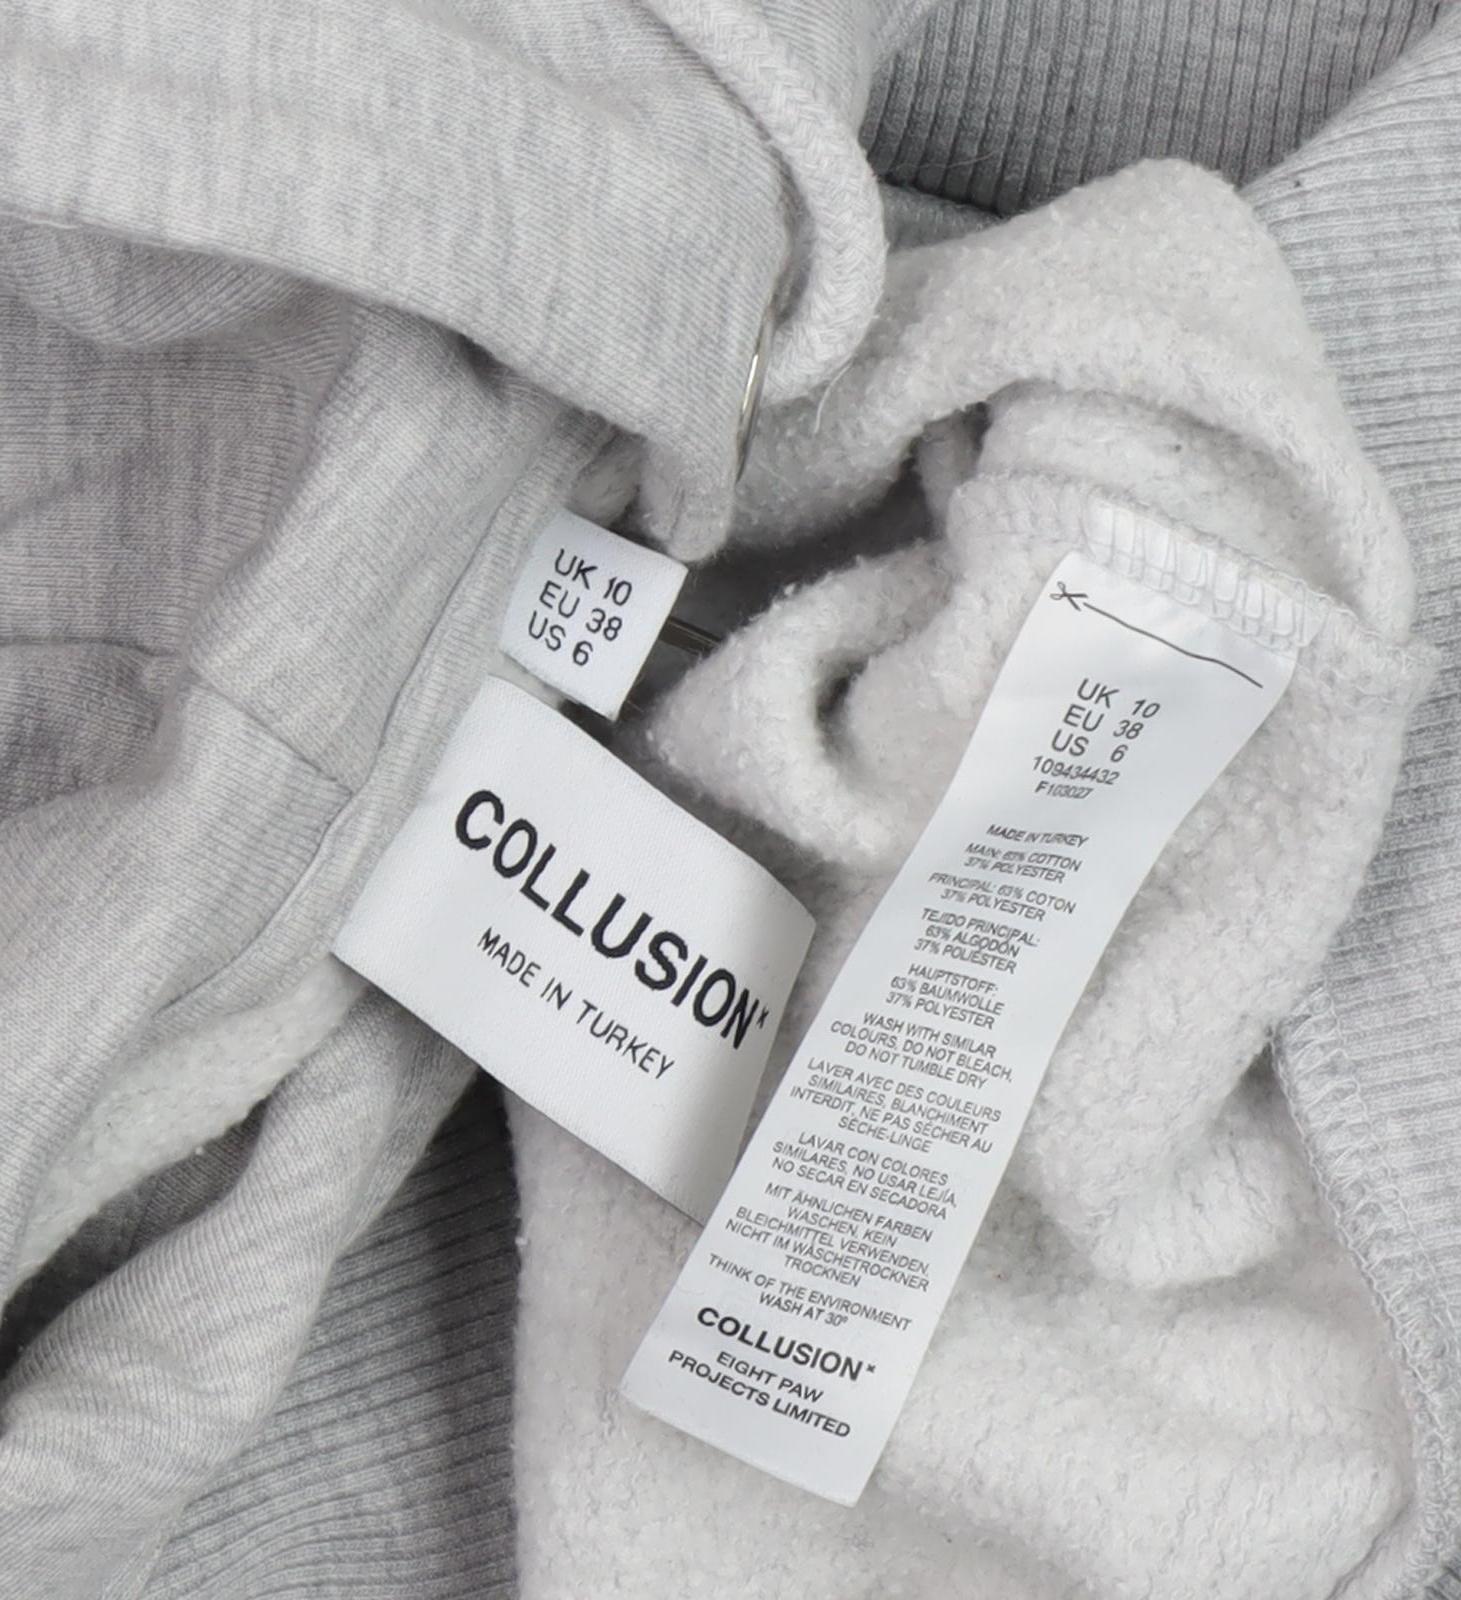 UK 10
EU 38
US 6
COLLUSION*
MADE IN TURKEY
UK 10
EU 38
US 6
109434432
F103027
MADE IN TURKEY
MAIN: 63% COTTON
37% POLYESTER
PRINCIPAL: 63% COTON
37% POLYESTER
TEJIDO PRINCIPAL:
63% ALGODÓN
37% POLIÉSTER
HAUPTSTOFF:
63% BAUMWOLLE
37% POLYESTER
WASH WITH SIMILAR
COLOURS, DO NOT BLEACH,
DO NOT TUMBLE DRY
LAVER AVEC DES COULEURS
SIMILAIRES, BLANCHIMENT
INTERDIT, NE PAS SÉCHER AU
SÈCHE-LINGE
LAVAR CON COLORES
SIMILARES, NO USAR LEJÍA,
NO SECAR EN SECADORA
MIT ÄHNLICHEN FARBEN
WASCHEN, KEIN
BLEICHMITTEL VERWENDEN,
NICHT IM WÄSCHETROCKNER
TROCKNEN
THINK OF THE ENVIRONMENT
WASH AT 30º
COLLUSION*
EIGHT PAW
PROJECTS LIMITED